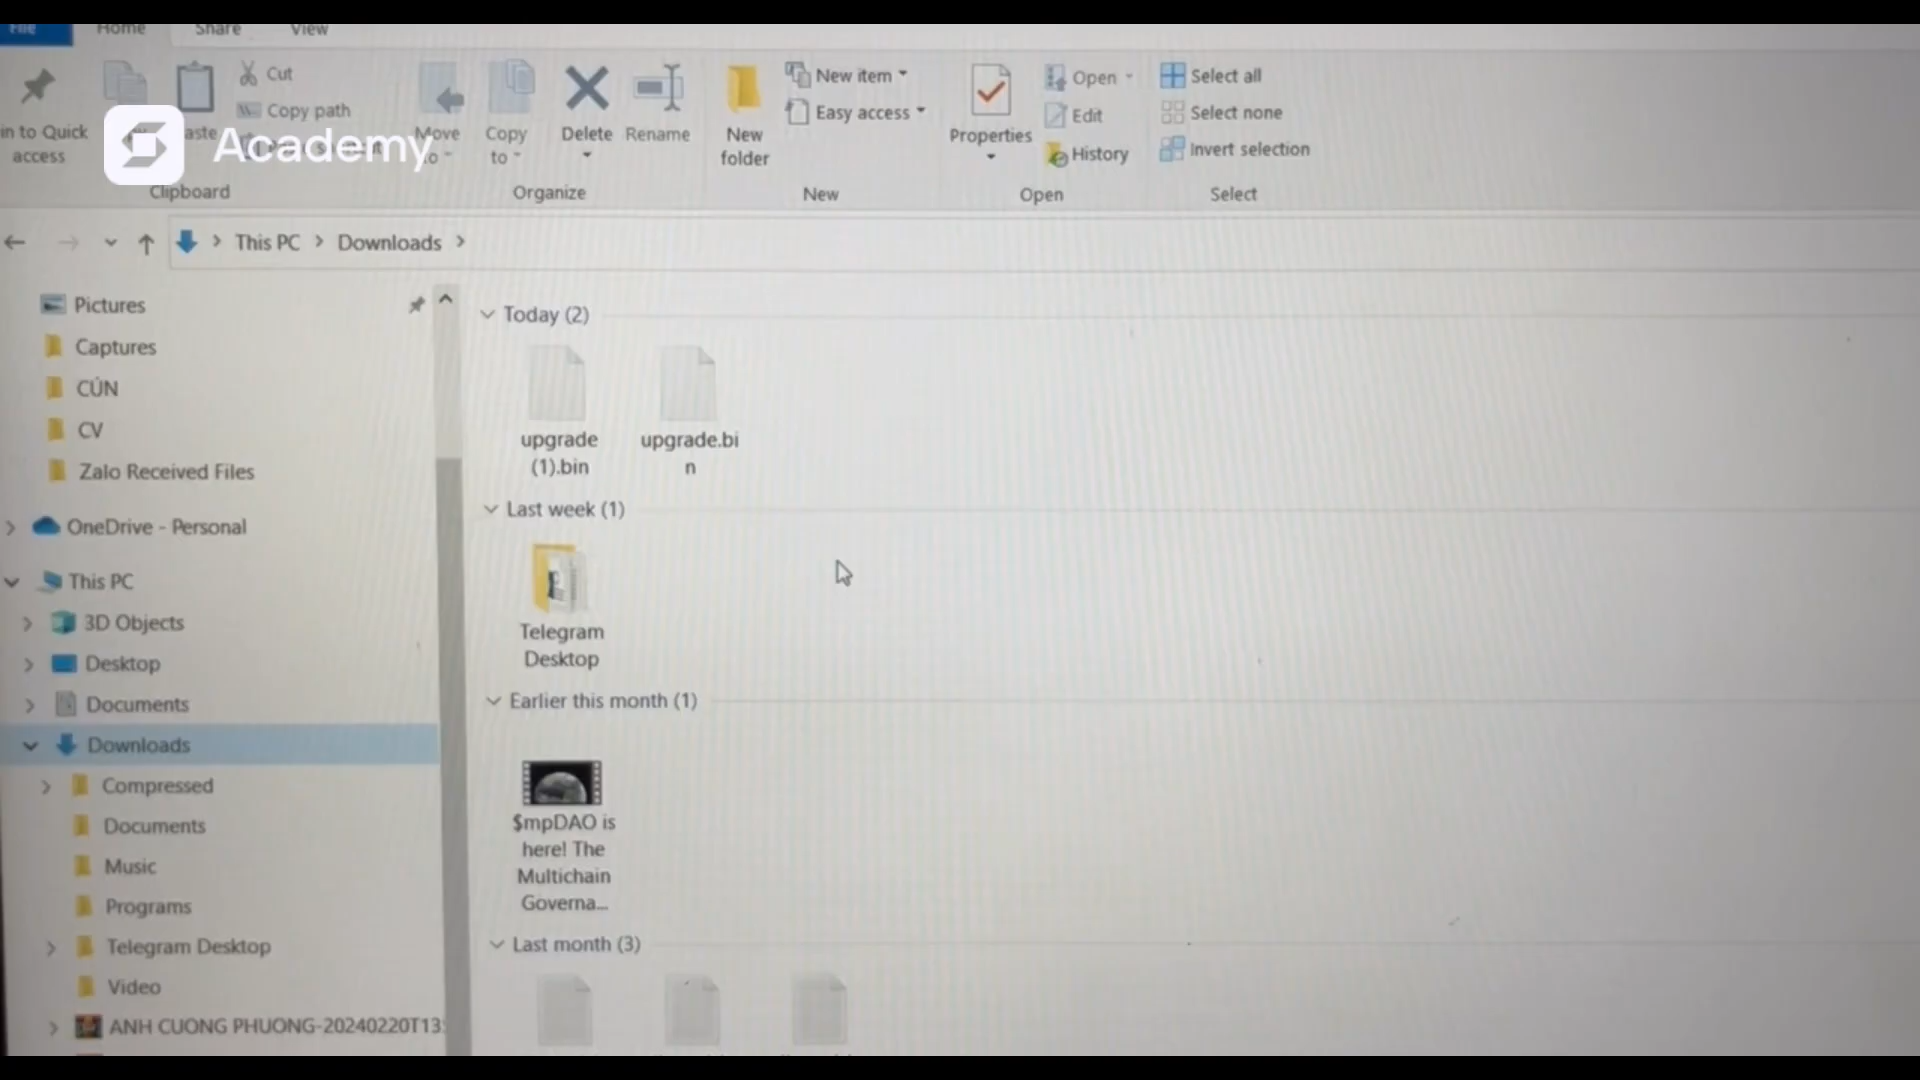 File Home Share View
Cut
Copy path
in to Quick
access
Academy
Move
to
Copy
to
Delete
Rename
New
folder
New item
Easy access
Properties
Open
Edit
History
Select all
Select none
Invert selection
Clipboard Organize New Open Select
This PC > Downloads >
Pictures
Captures
CÚN
CV
Zalo Received Files
OneDrive - Personal
This PC
3D Objects
Desktop
Documents
Downloads
Compressed
Documents
Music
Programs
Telegram Desktop
Video
ANH CUONG PHUONG-20240220T13
Today (2)
upgrade
(1).bin
upgrade.bi
n
Last week (1)
Telegram
Desktop
Earlier this month (1)
$mpDAO is
here! The
Multichain
Governa...
Last month (3)